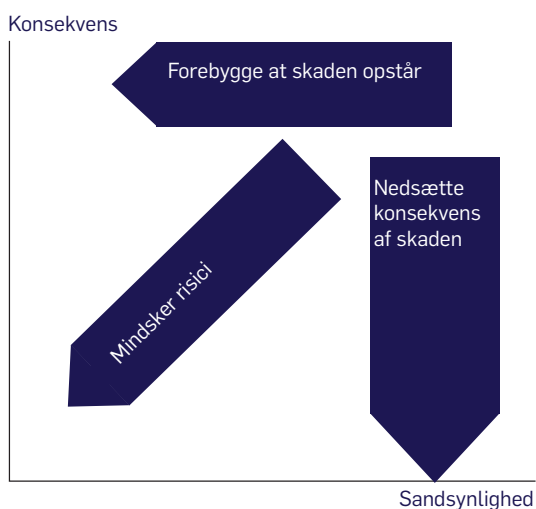 Konsekvens
Forebygge at skaden opstår
Nedsætte
konsekvens
af skaden
Mindsker risici
Sandsynlighed